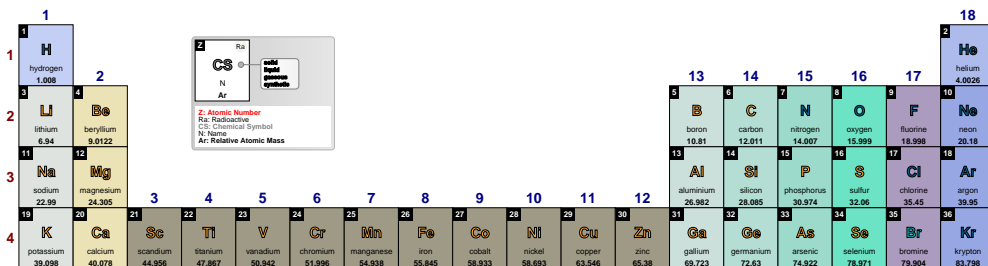 1 18
1 2
H He
hydrogen helium
1.008 4.0026
1
Z Ra
CS
N
Ar
solid
liquid
gaseous
synthetic
Z: Atomic Number
Ra: Radioactive
CS: Chemical Symbol
N: Name
Ar: Relative Atomic Mass
2 13 14 15 16 17
3 4 5 6 7 8 9 10
Li Be B C N O F Ne
lithium beryllium boron carbon nitrogen oxygen fluorine neon
6.94 9.0122 10.81 12.011 14.007 15.999 18.998 20.18
2
11 12 13 14 15 16 17 18
Na Mg Al Si P S Cl Ar
sodium magnesium aluminium silicon phosphorus sulfur chlorine argon
22.99 24.305 26.982 28.085 30.974 32.06 35.45 39.95
3
3 4 5 6 7 8 9 10 11 12
19 20 21 22 23 24 25 26 27 28 29 30 31 32 33 34 35 36
K Ca Sc Ti V Cr Mn Fe Co Ni Cu Zn Ga Ge As Se Br Kr
potassium calcium scandium titanium vanadium chromium manganese iron cobalt nickel copper zinc gallium germanium arsenic selenium bromine krypton
39.098 40.078 44.956 47.867 50.942 51.996 54.938 55.845 58.933 58.693 63.546 65.38 69.723 72.63 74.922 78.971 79.904 83.798
4